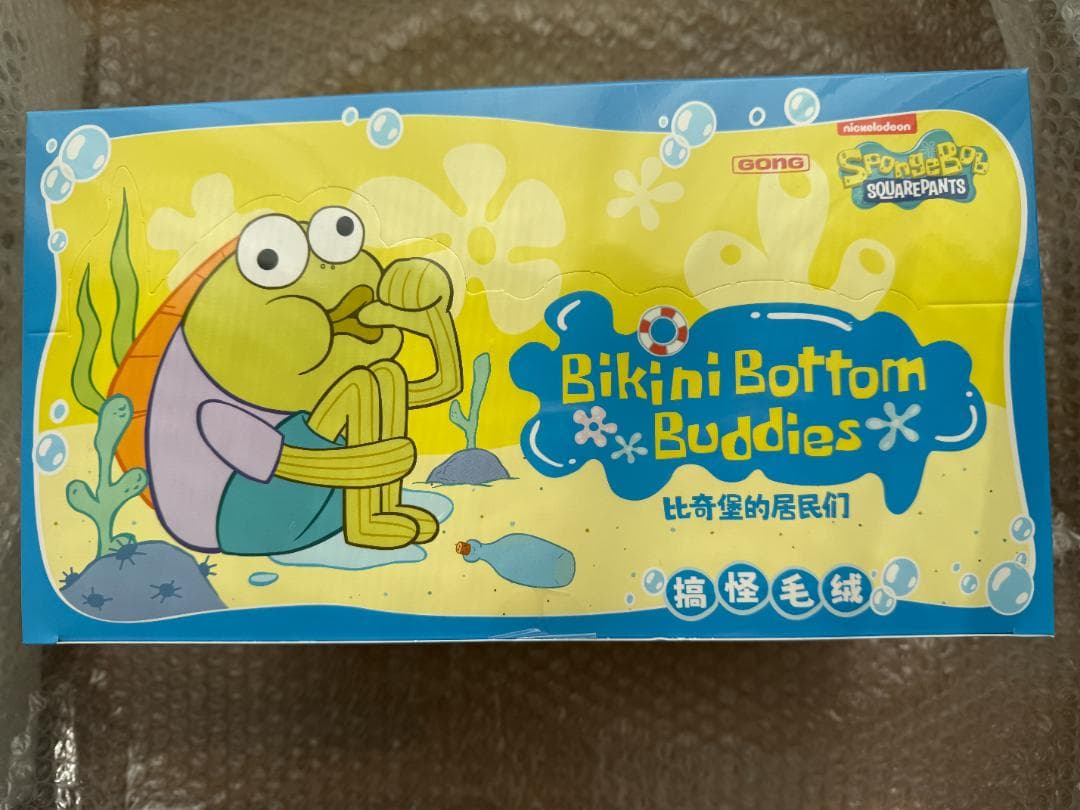 nickelodeon
GONG
SPONGEBOB
SQUAREPANTS
Bikini Bottom
Buddies
比奇堡的居民们
搞怪毛绒